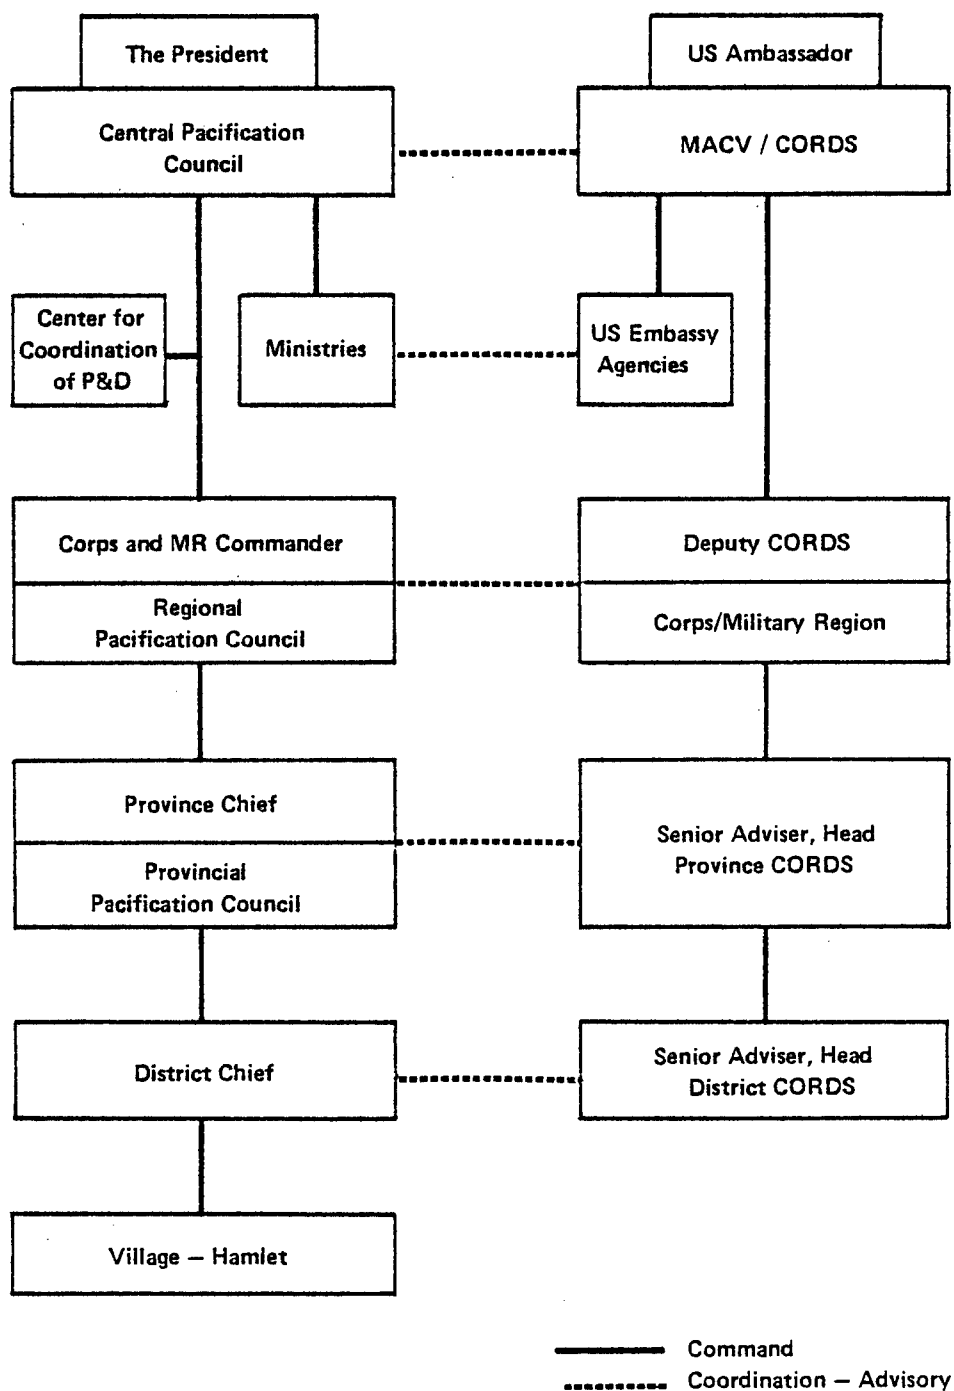 The President
US Ambassador
Central Pacification
Council
MACV / CORDS
Center for
Coordination
of P&D
Ministries
US Embassy
Agencies
Corps and MR Commander
Deputy CORDS
Regional
Pacification Council
Corps/Military Region
Province Chief
Provincial
Pacification Council
Senior Adviser, Head
Province CORDS
District Chief
Senior Adviser, Head
District CORDS
Village – Hamlet
Command
Coordination – Advisory